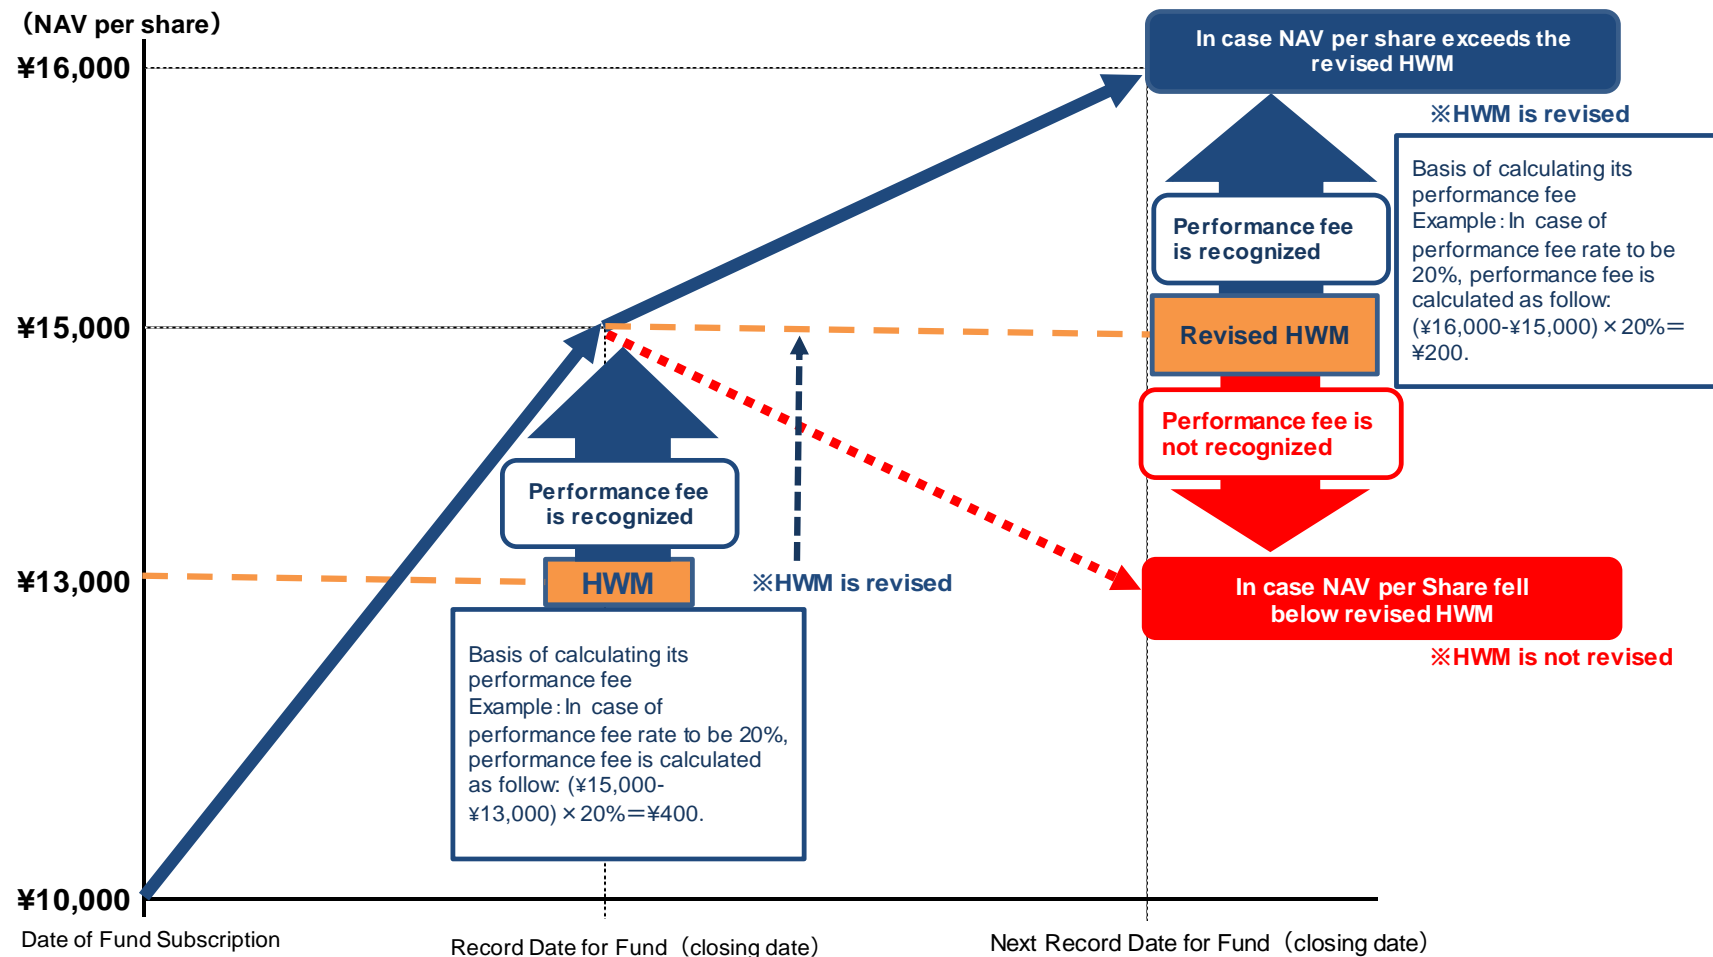 （NAV per share）
¥16,000
¥15,000
¥13,000
¥10,000
In case NAV per share exceeds the
revised HWM
※HWM is revised
Performance fee
is recognized
Basis of calculating its
performance fee
Example：In case of
performance fee rate to be
20%, performance fee is
calculated as follow:
(¥16,000-¥15,000) × 20%＝
¥200.
Revised HWM
Performance fee is
not recognized
In case NAV per Share fell
below revised HWM
※HWM is not revised
Performance fee
is recognized
HWM
※HWM is revised
Basis of calculating its
performance fee
Example：In case of
performance fee rate to be 20%,
performance fee is calculated
as follow: (¥15,000-
¥13,000) × 20%＝¥400.
Date of Fund Subscription
Record Date for Fund（closing date）
Next Record Date for Fund（closing date）